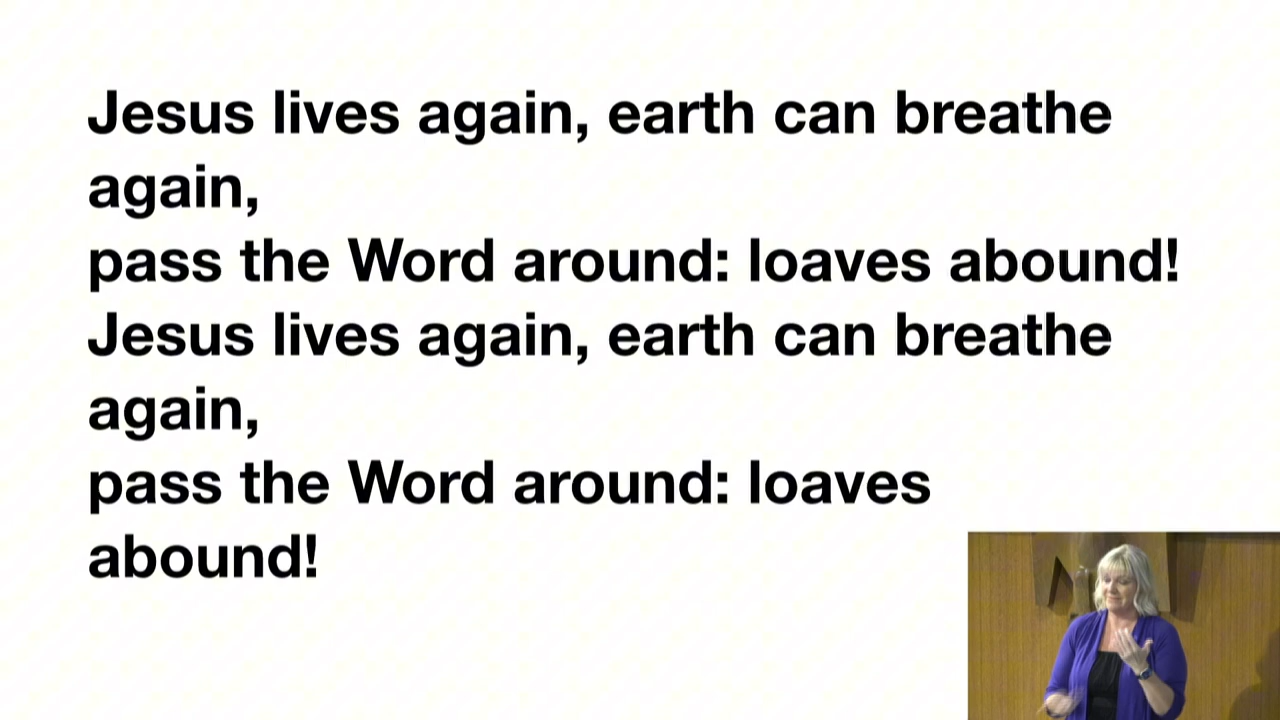 Jesus lives again, earth can breathe
again,
pass the Word around: loaves abound!
Jesus lives again, earth can breathe
again,
pass the Word around: loaves
abound!